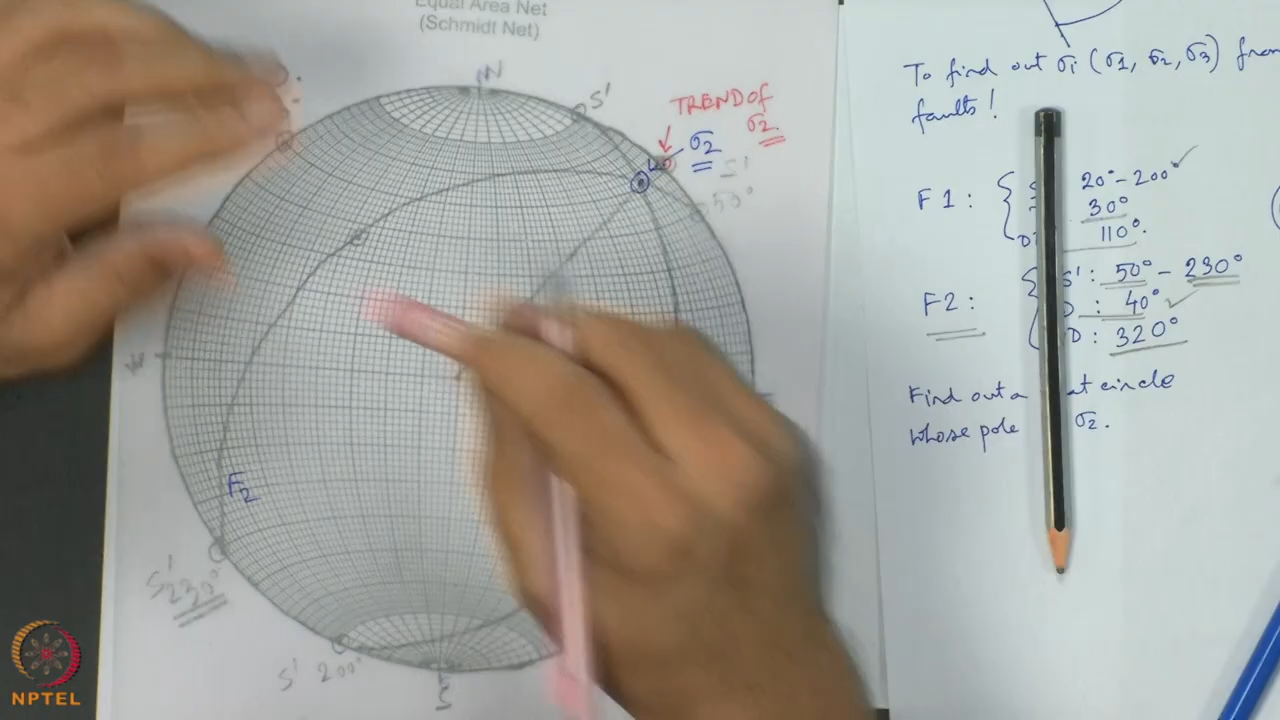 Equal Area Net
(Schmidt Net)
N
S'
TREND of
σ2
σ2
S'
50°
F2
S' 230°
S' 200°
S
To find out σi (σ1, σ2, σ3) from
faults!
F1 : { 20° - 200° ✓
30°
110°.
F2 : { S' : 50° - 230°
D : 40° ✓
D : 320°
Find out a at circle
whose pole σ2.
NPTEL